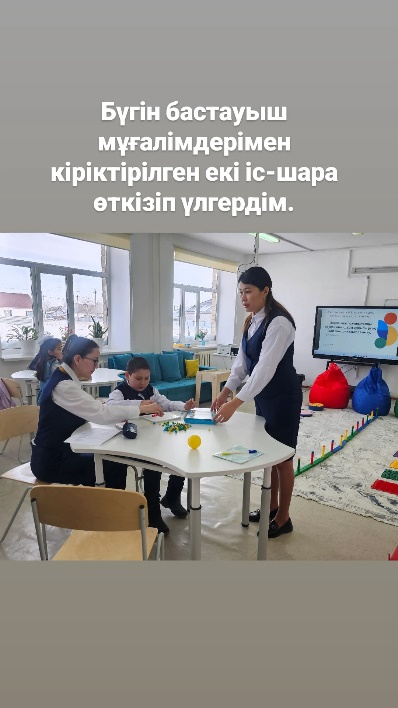 Бүгін бастауыш
мұғалімдерімен
кіріктірілген екі іс-шара
өткізіп үлгердім.